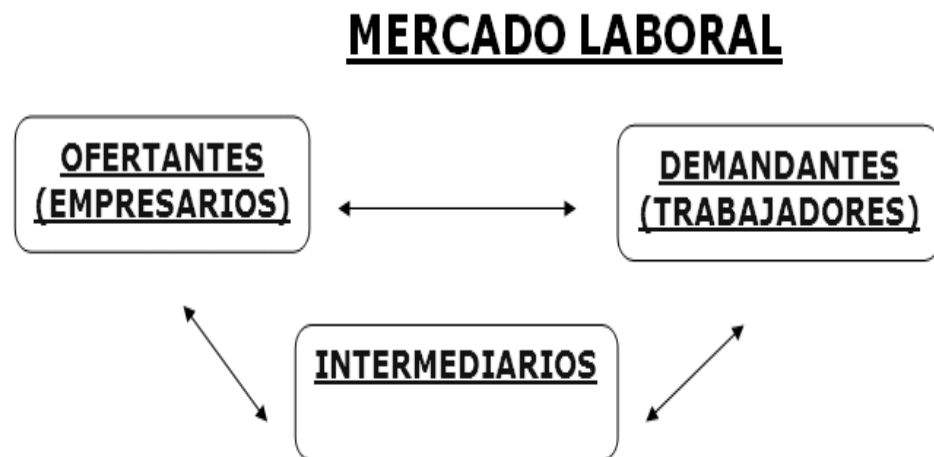 MERCADO LABORAL
OFERTANTES
(EMPRESARIOS)
DEMANDANTES
(TRABAJADORES)
INTERMEDIARIOS